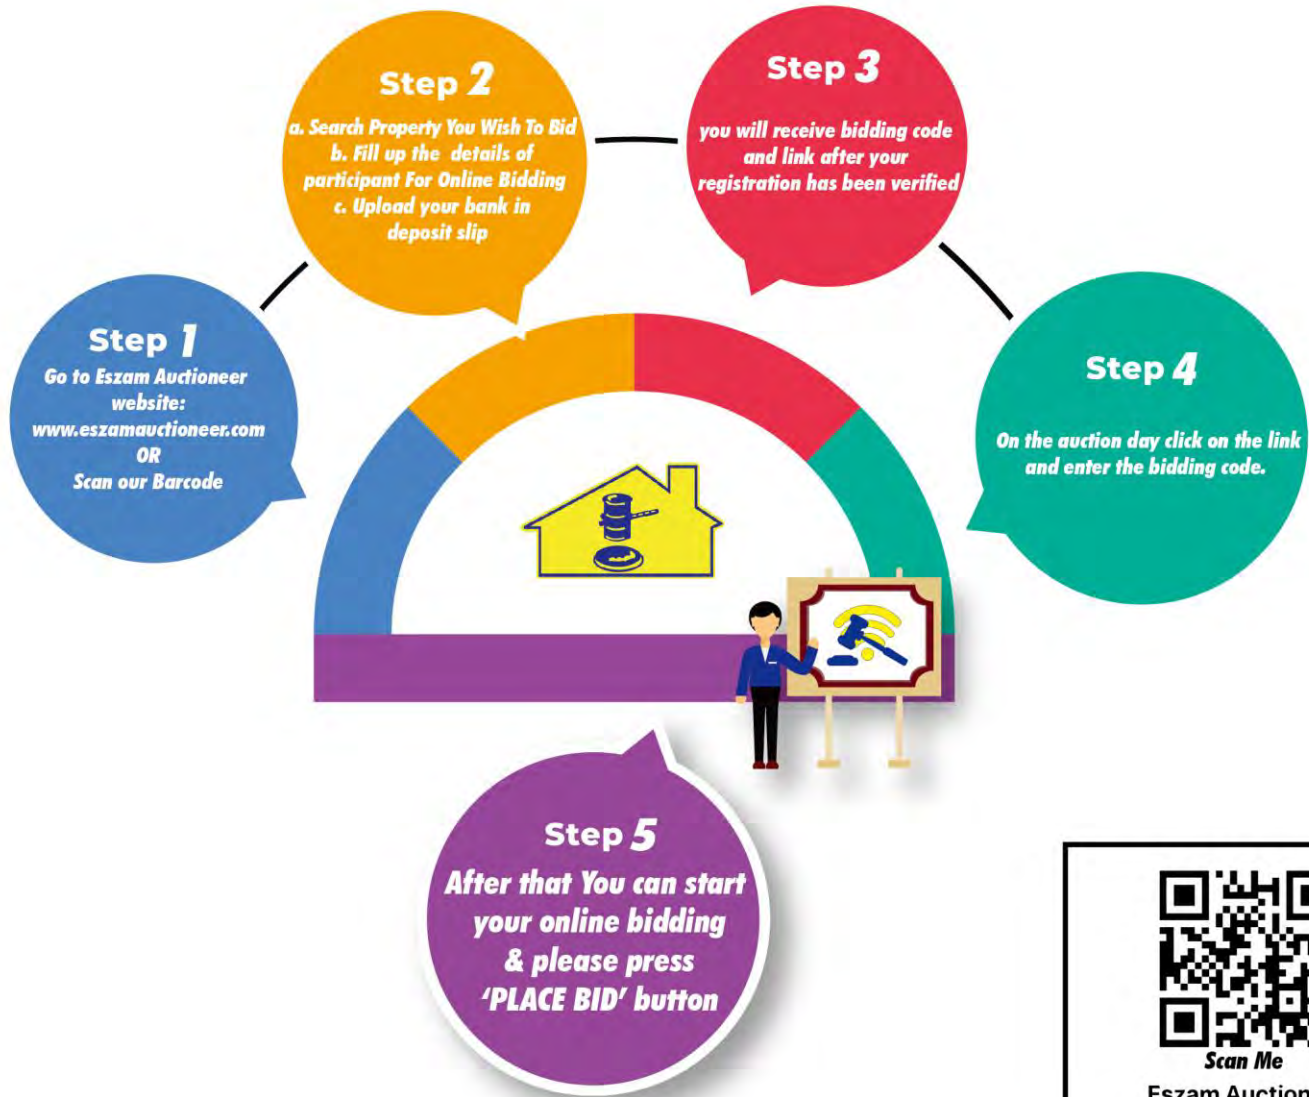 Step 1
Go to Eszam Auctioneer
website:
www.eszamauctioneer.com
OR
Scan our Barcode
Step 2
a. Search Property You Wish To Bid
b. Fill up the details of
participant For Online Bidding
c. Upload your bank in
deposit slip
Step 3
you will receive bidding code
and link after your
registration has been verified
Step 4
On the auction day click on the link
and enter the bidding code.
Step 5
After that You can start
your online bidding
& please press
‘PLACE BID’ button
Scan Me
Eszam Auction